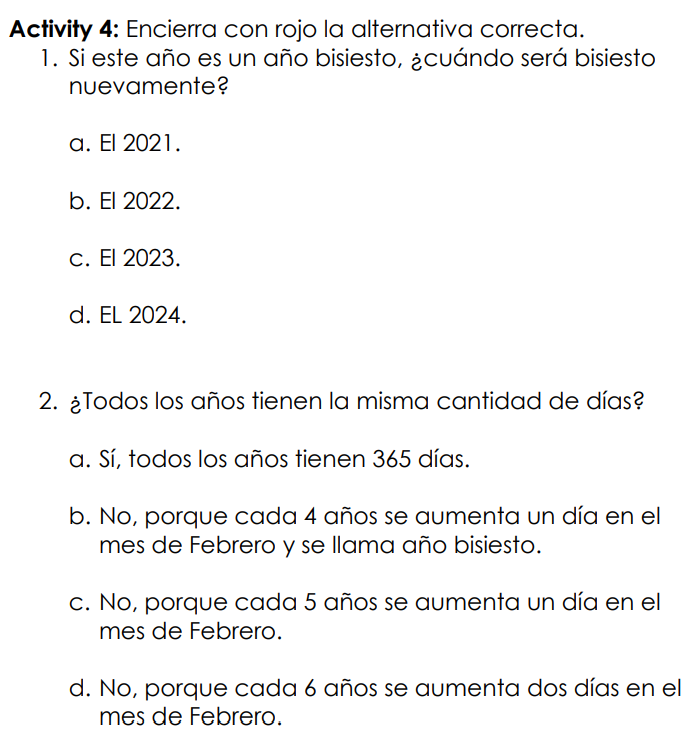 Activity 4: Encierra con rojo la alternativa correcta.
1. Si este año es un año bisiesto, ¿cuándo será bisiesto
nuevamente?
a. El 2021.
b. El 2022.
c. El 2023.
d. EL 2024.
2. ¿Todos los años tienen la misma cantidad de días?
a. Sí, todos los años tienen 365 días.
b. No, porque cada 4 años se aumenta un día en el
mes de Febrero y se llama año bisiesto.
c. No, porque cada 5 años se aumenta un día en el
mes de Febrero.
d. No, porque cada 6 años se aumenta dos días en el
mes de Febrero.